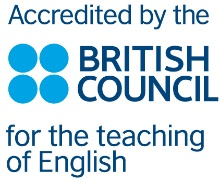 Accredited by the
BRITISH
COUNCIL
for the teaching
of English